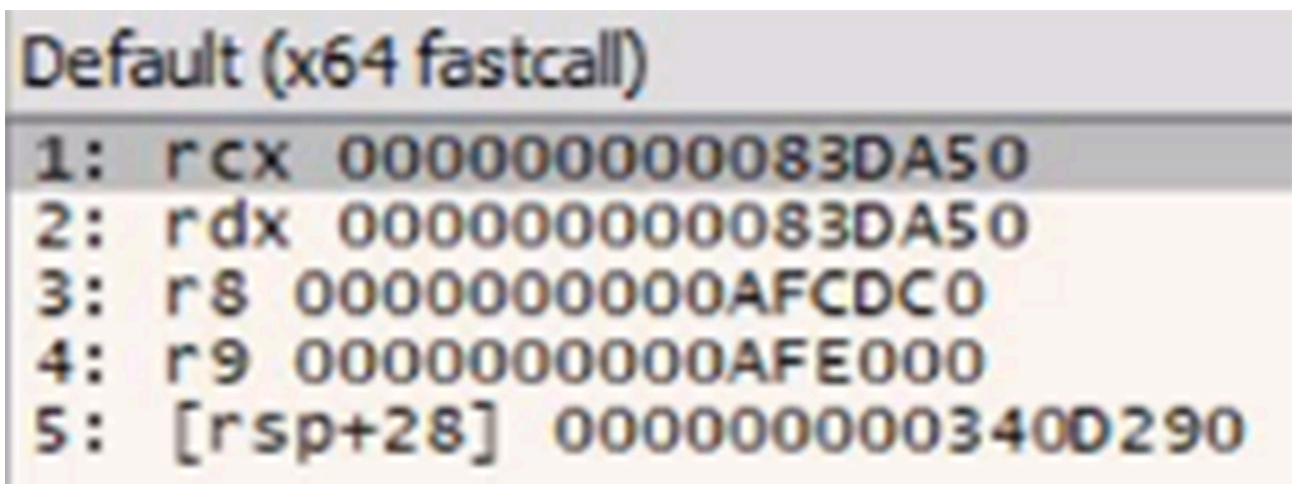 Default (x64 fastcall)
1: rcx 000000000083DA50
2: rdx 000000000083DA50
3: r8 0000000000AFCDC0
4: r9 0000000000AFE000
5: [rsp+28] 000000000340D290